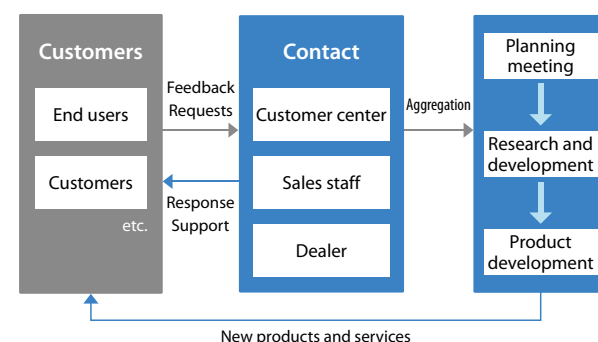 Customers
End users
Customers
etc.
Feedback
Requests
Response
Support
Contact
Customer center
Sales staff
Dealer
Aggregation
Planning
meeting
Research and
development
Product
development
New products and services